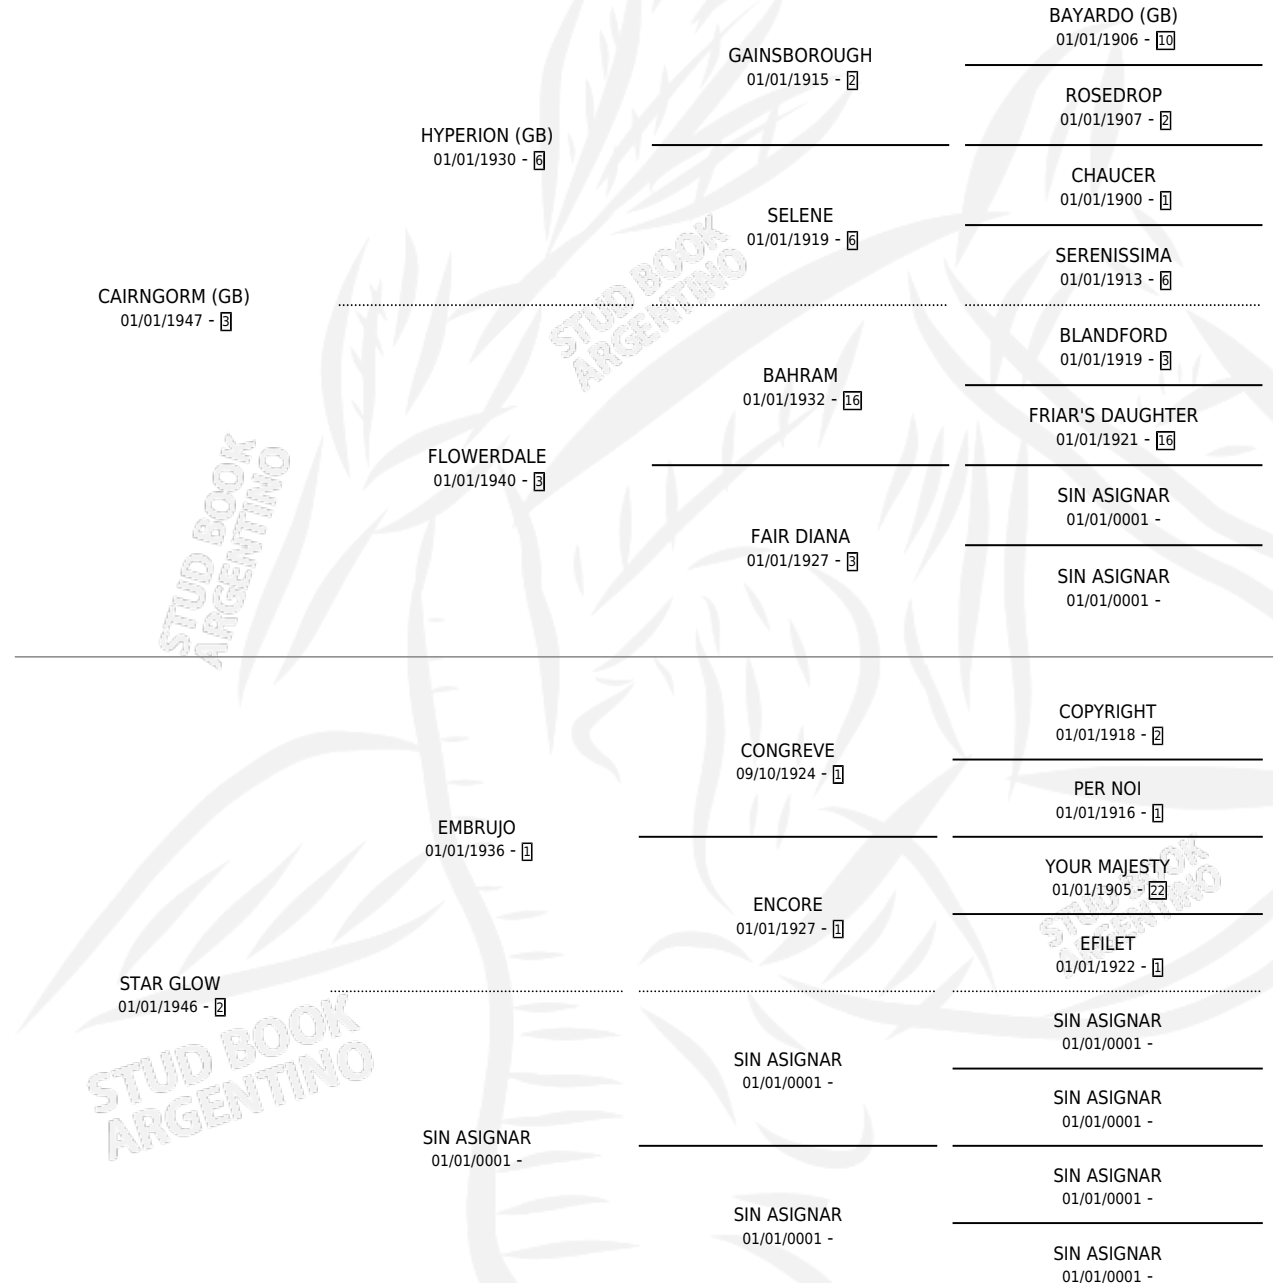 BAYARDO (GB)
01/01/1906 - 10
GAINSBOROUGH
01/01/1915 - 2
ROSEDROP
01/01/1907 - 2
HYPERION (GB)
01/01/1930 - 6
CHAUCER
01/01/1900 - 1
SELENE
01/01/1919 - 6
SERENISSIMA
01/01/1913 - 6
CAIRNGORM (GB)
01/01/1947 - 3
BLANDFORD
01/01/1919 - 3
BAHRAM
01/01/1932 - 16
FRIAR'S DAUGHTER
01/01/1921 - 16
FLOWERDALE
01/01/1940 - 3
SIN ASIGNAR
01/01/0001 -
FAIR DIANA
01/01/1927 - 3
SIN ASIGNAR
01/01/0001 -
COPYRIGHT
01/01/1918 - 2
CONGREVE
09/10/1924 - 1
PER NOI
01/01/1916 - 1
EMBRUJO
01/01/1936 - 1
YOUR MAJESTY
01/01/1905 - 22
ENCORE
01/01/1927 - 1
EFILET
01/01/1922 - 1
STAR GLOW
01/01/1946 - 2
SIN ASIGNAR
01/01/0001 -
SIN ASIGNAR
01/01/0001 -
SIN ASIGNAR
01/01/0001 -
SIN ASIGNAR
01/01/0001 -
SIN ASIGNAR
01/01/0001 -
SIN ASIGNAR
01/01/0001 -
SIN ASIGNAR
01/01/0001 -
STUD BOOK
ARGENTINO
STUD BOOK
ARGENTINO
STUD BOOK
ARGENTINO
STUD BOOK
ARGENTINO